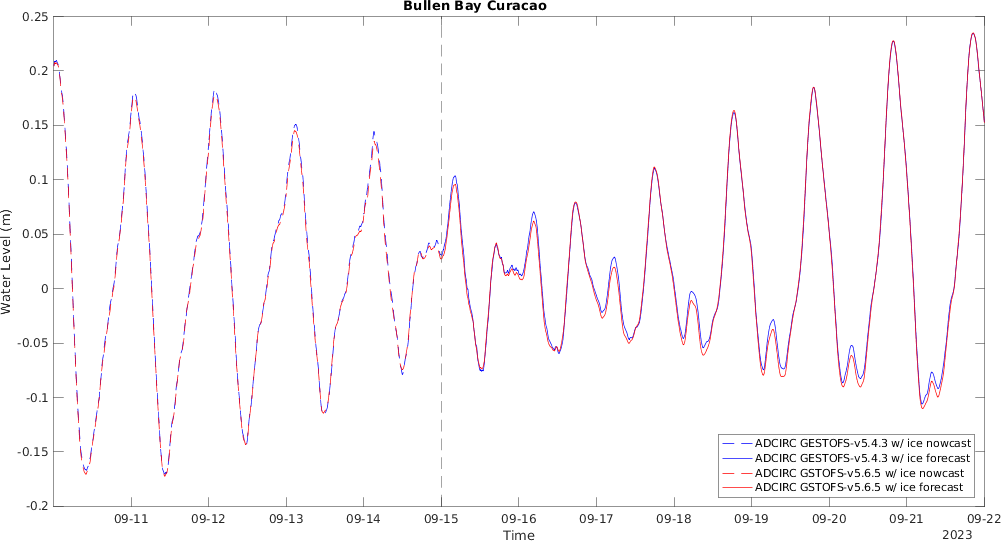 Bullen Bay Curacao
0.25
0.2
0.15
0.1
0.05
0
-0.05
-0.1
-0.15
-0.2
Water Level (m)
ADCIRC GESTOFS-v5.4.3 w/ ice nowcast
ADCIRC GESTOFS-v5.4.3 w/ ice forecast
ADCIRC GSTOFS-v5.6.5 w/ ice nowcast
ADCIRC GSTOFS-v5.6.5 w/ ice forecast
09-11 09-12 09-13 09-14 09-15 09-16 09-17 09-18 09-19 09-20 09-21 09-22
Time
2023